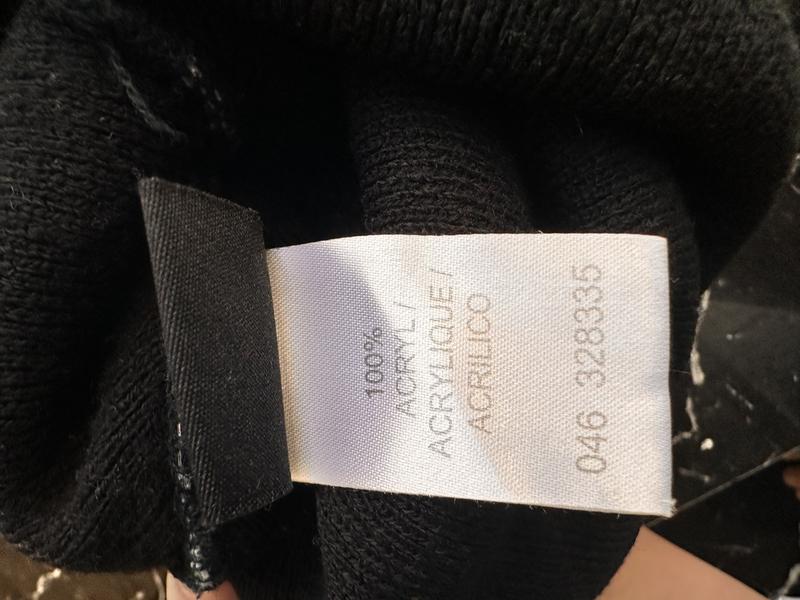 100%
ACRYL /
ACRYLIQUE /
ACRILICO
046 328335